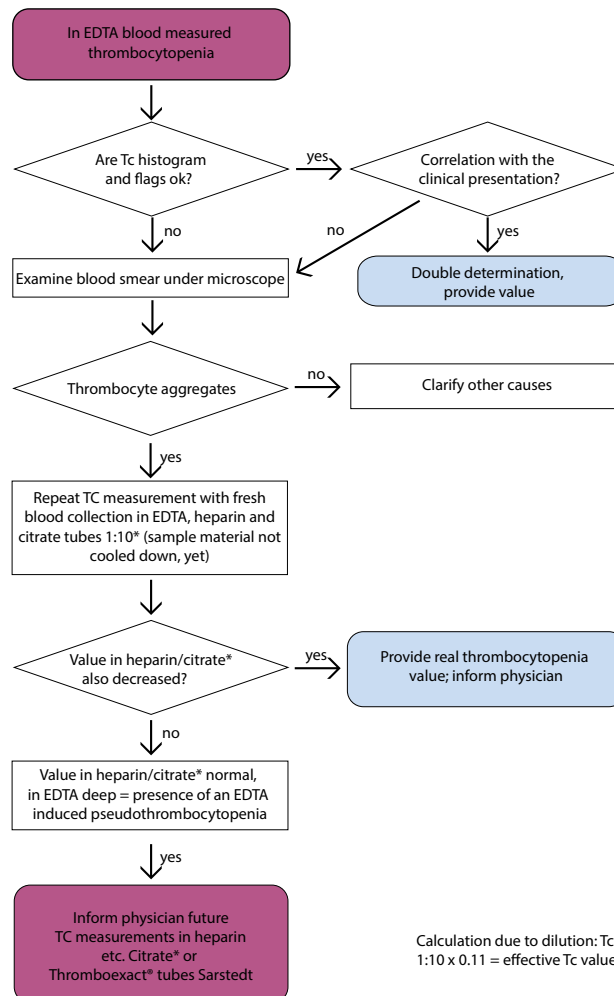 In EDTA blood measured
thrombocytopenia
Are Tc histogram
and flags ok?
yes
Correlation with the
clinical presentation?
no
no
yes
Examine blood smear under microscope
Double determination,
provide value
Thrombocyte aggregates
no
Clarify other causes
yes
Repeat TC measurement with fresh
blood collection in EDTA, heparin and
citrate tubes 1:10* (sample material not
cooled down, yet)
Value in heparin/citrate*
also decreased?
yes
Provide real thrombocytopenia
value; inform physician
no
Value in heparin/citrate* normal,
in EDTA deep = presence of an EDTA
induced pseudothrombocytopenia
yes
Inform physician future
TC measurements in heparin
etc. Citrate* or
Thromboexact® tubes Sarstedt
Calculation due to dilution: Tc
1:10 x 0.11 = effective Tc value